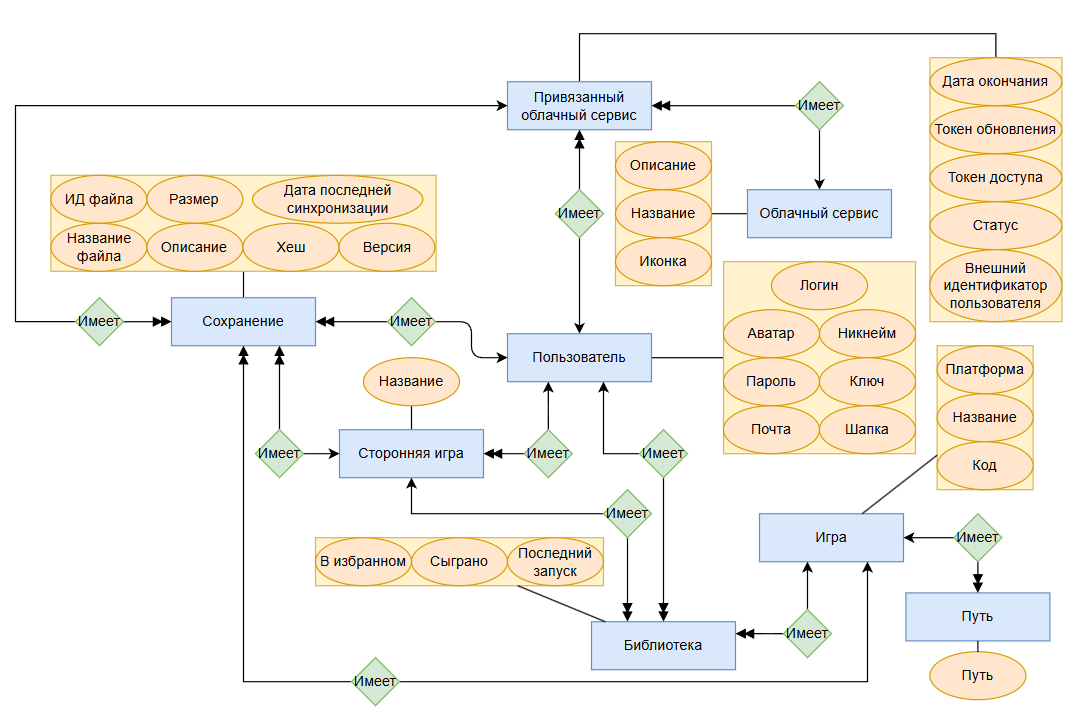 Привязанный
облачный сервис
Имеет
Дата окончания
Токен обновления
Токен доступа
Статус
Внешний
идентификатор
пользователя
Описание
Название
Иконка
Облачный сервис
Имеет
ИД файла
Размер
Дата последней
синхронизации
Название
файла
Описание
Хеш
Версия
Имеет
Сохранение
Имеет
Пользователь
Логин
Аватар
Никнейм
Пароль
Ключ
Почта
Шапка
Название
Имеет
Сторонняя игра
Имеет
Имеет
Платформа
Название
Код
Имеет
Игра
Имеет
В избранном
Сыграно
Последний
запуск
Путь
Библиотека
Имеет
Путь
Имеет